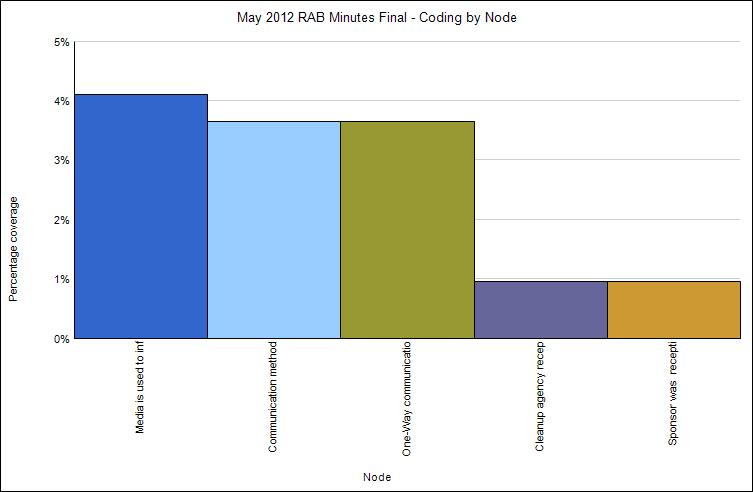 May 2012 RAB Minutes Final - Coding by Node
5%
4%
3%
2%
1%
0%
Percentage coverage
Media is used to inf
Communication method
One-Way communicatio
Cleanup agency recep
Sponsor was  recepti
Node